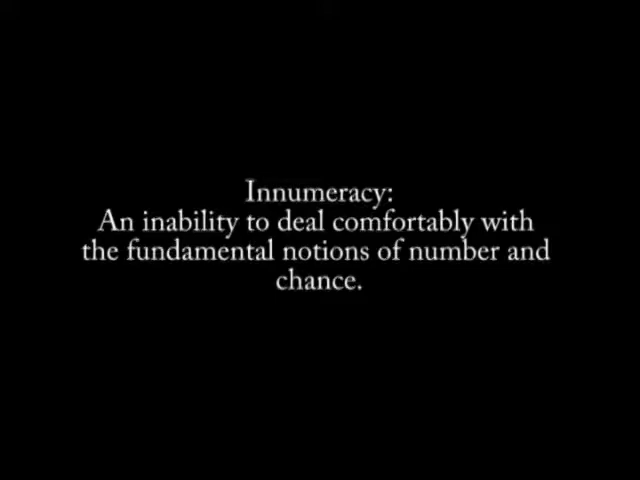 Innumeracy:
An inability to deal comfortably with
the fundamental notions of number and
chance.